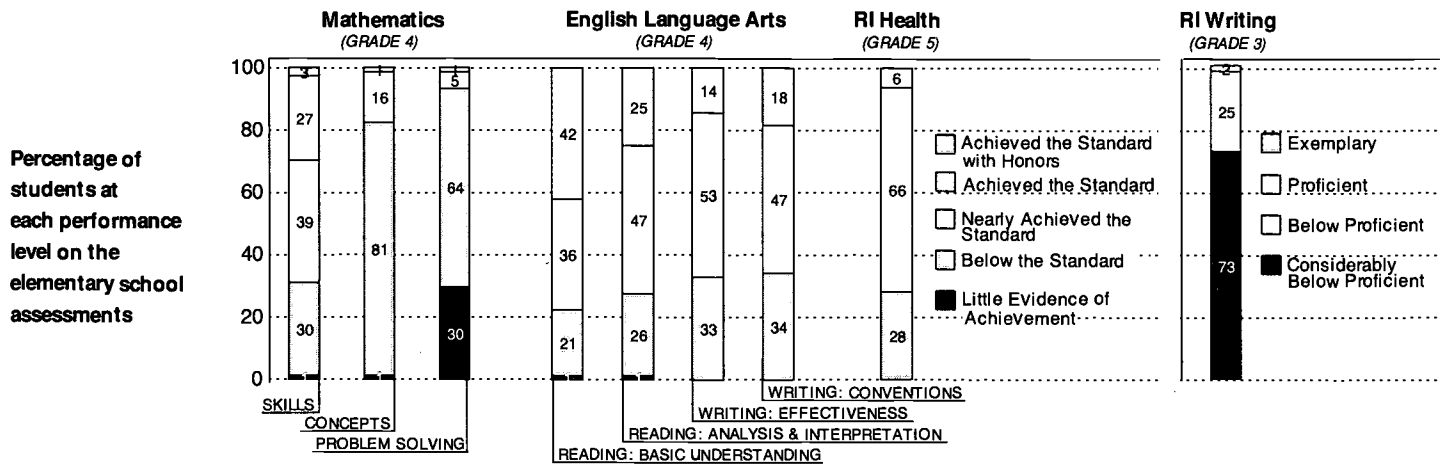 Mathematics
(GRADE 4)
English Language Arts
(GRADE 4)
RI Health
(GRADE 5)
RI Writing
(GRADE 3)
Percentage of
students at
each performance
level on the
elementary school
assessments
100
80
60
40
20
0
3
27
39
30
1
16
81
1
5
64
30
42
36
21
25
47
26
14
53
33
18
47
34
6
66
28
Achieved the Standard
with Honors
Achieved the Standard
Nearly Achieved the
Standard
Below the Standard
Little Evidence of
Achievement
2
25
73
Exemplary
Proficient
Below Proficient
Considerably
Below Proficient
SKILLS
CONCEPTS
PROBLEM SOLVING
WRITING: CONVENTIONS
WRITING: EFFECTIVENESS
READING: ANALYSIS & INTERPRETATION
READING: BASIC UNDERSTANDING